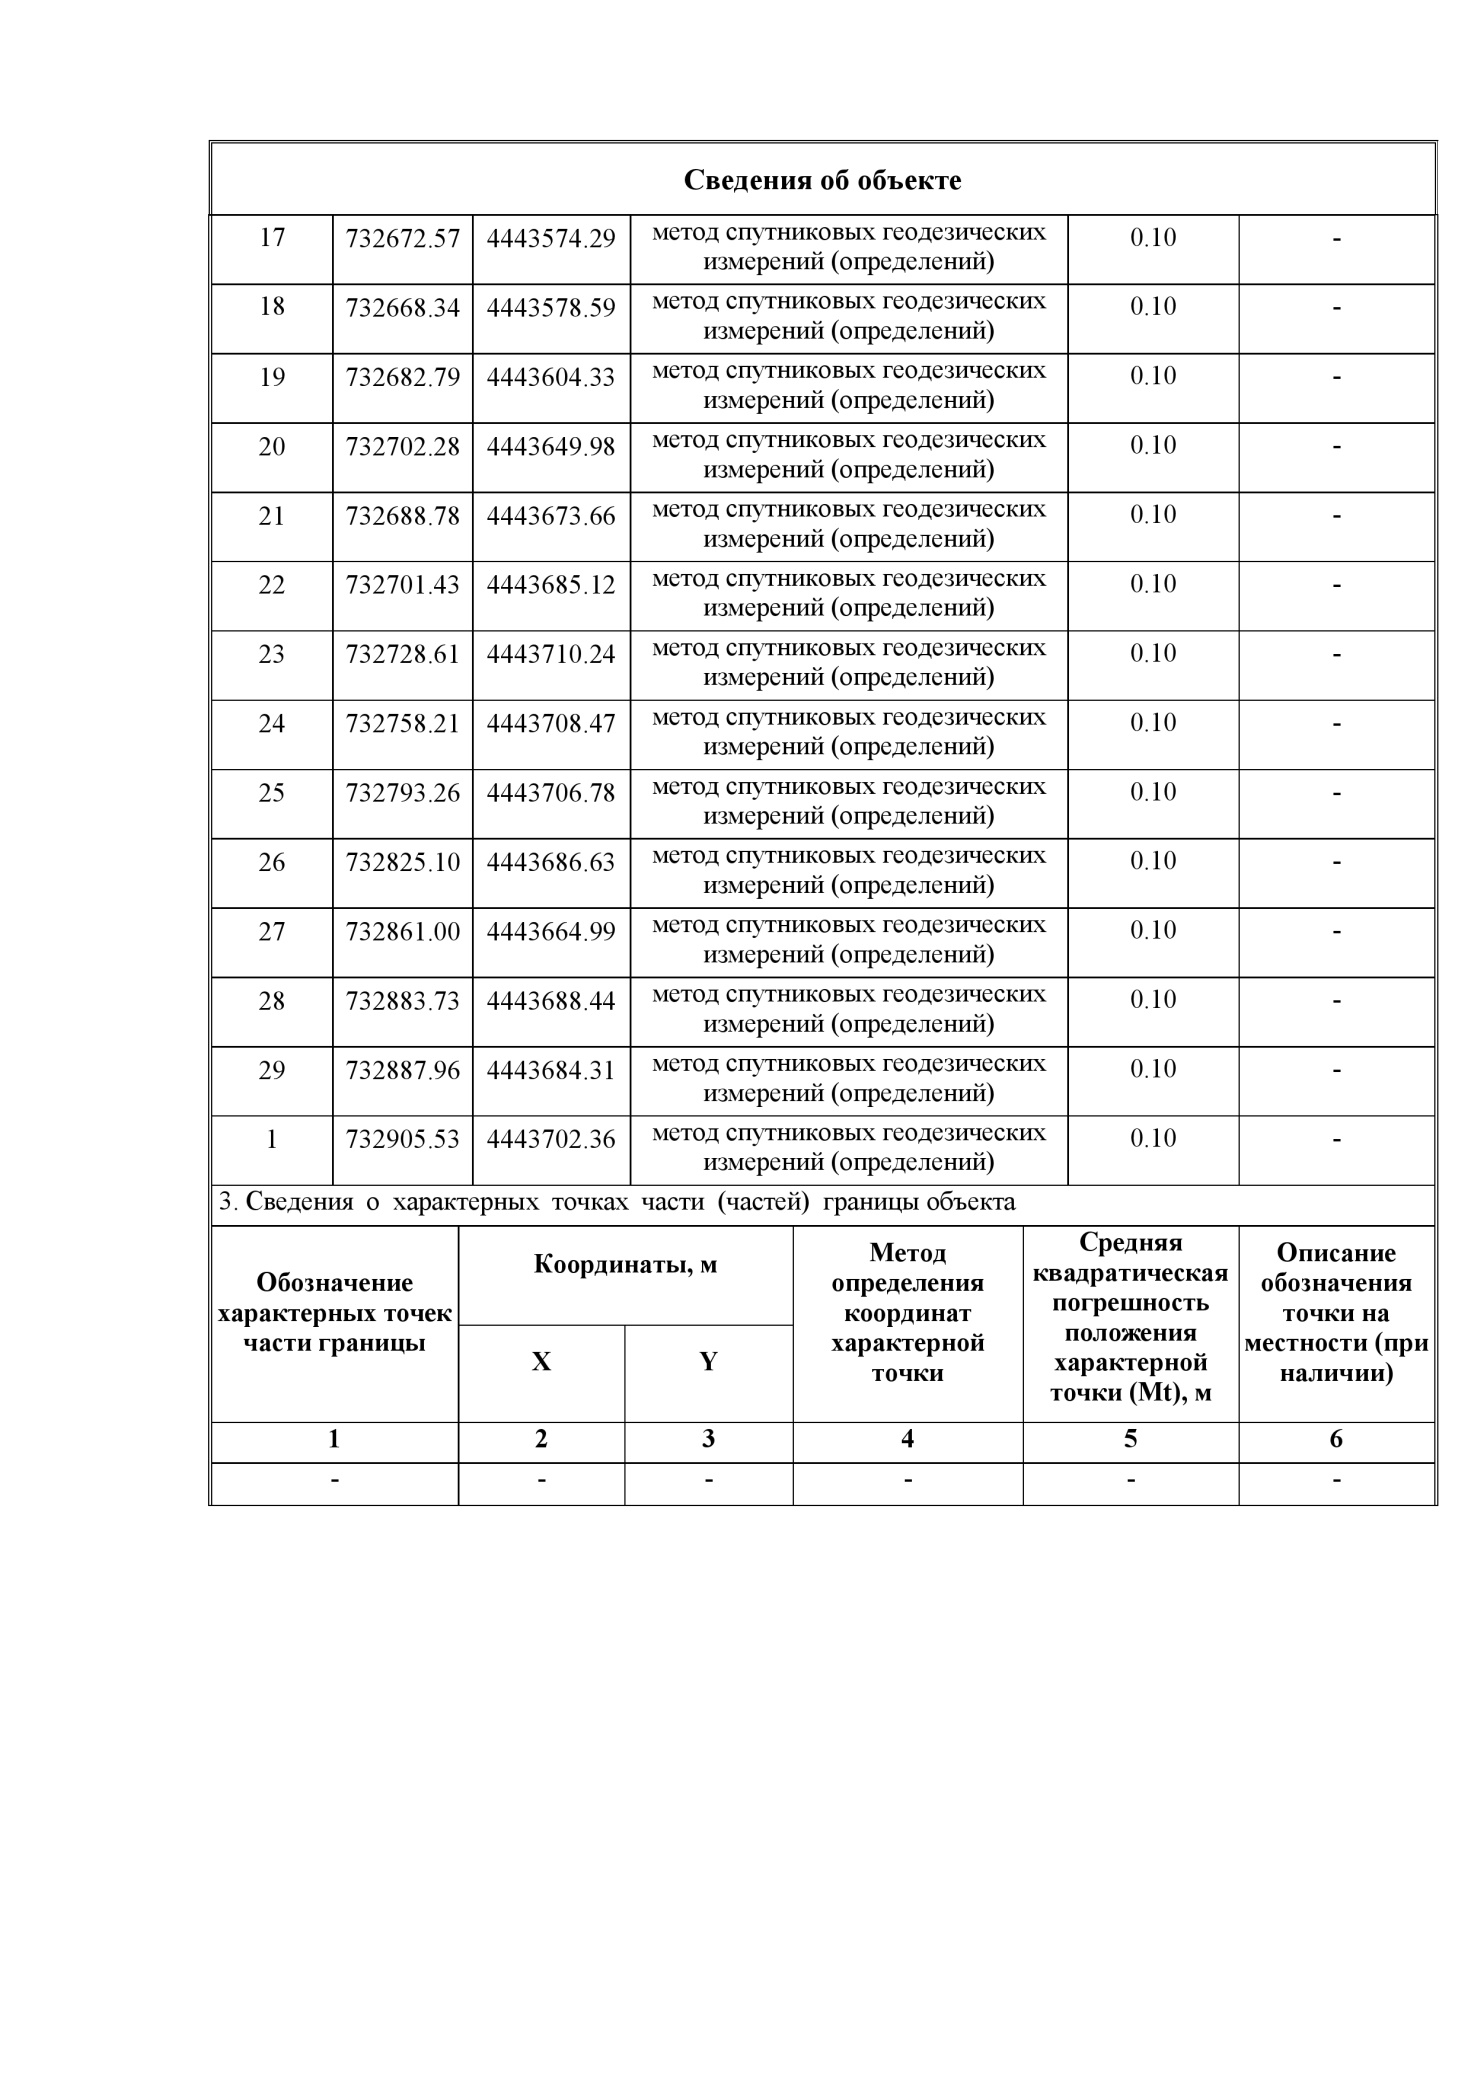 Сведения об объекте
17 732672.57 4443574.29 метод спутниковых геодезических измерений (определений) 0.10 -
18 732668.34 4443578.59 метод спутниковых геодезических измерений (определений) 0.10 -
19 732682.79 4443604.33 метод спутниковых геодезических измерений (определений) 0.10 -
20 732702.28 4443649.98 метод спутниковых геодезических измерений (определений) 0.10 -
21 732688.78 4443673.66 метод спутниковых геодезических измерений (определений) 0.10 -
22 732701.43 4443685.12 метод спутниковых геодезических измерений (определений) 0.10 -
23 732728.61 4443710.24 метод спутниковых геодезических измерений (определений) 0.10 -
24 732758.21 4443708.47 метод спутниковых геодезических измерений (определений) 0.10 -
25 732793.26 4443706.78 метод спутниковых геодезических измерений (определений) 0.10 -
26 732825.10 4443686.63 метод спутниковых геодезических измерений (определений) 0.10 -
27 732861.00 4443664.99 метод спутниковых геодезических измерений (определений) 0.10 -
28 732883.73 4443688.44 метод спутниковых геодезических измерений (определений) 0.10 -
29 732887.96 4443684.31 метод спутниковых геодезических измерений (определений) 0.10 -
1 732905.53 4443702.36 метод спутниковых геодезических измерений (определений) 0.10 -
3. Сведения о характерных точках части (частей) границы объекта
Обозначение
характерных точек
части границы
Координаты, м
X Y
Метод
определения
координат
характерной
точки
Средняя
квадратическая
погрешность
положения
характерной
точки (Mt), м
Описание
обозначения
точки на
местности (при
наличии)
1 2 3 4 5 6
- - - - - -